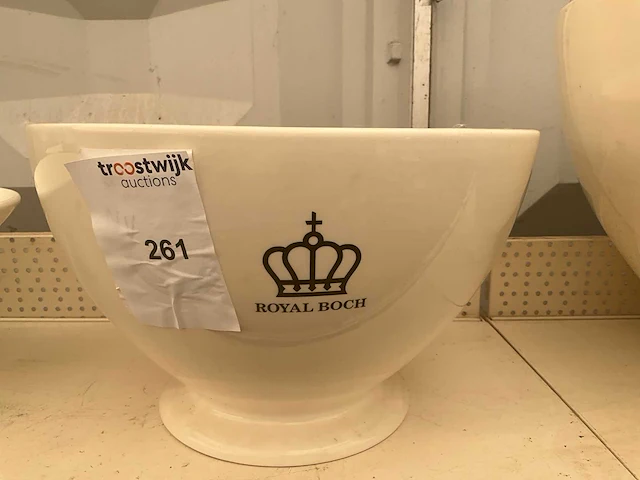 troostwijk
auctions
261
ROYAL BOCH